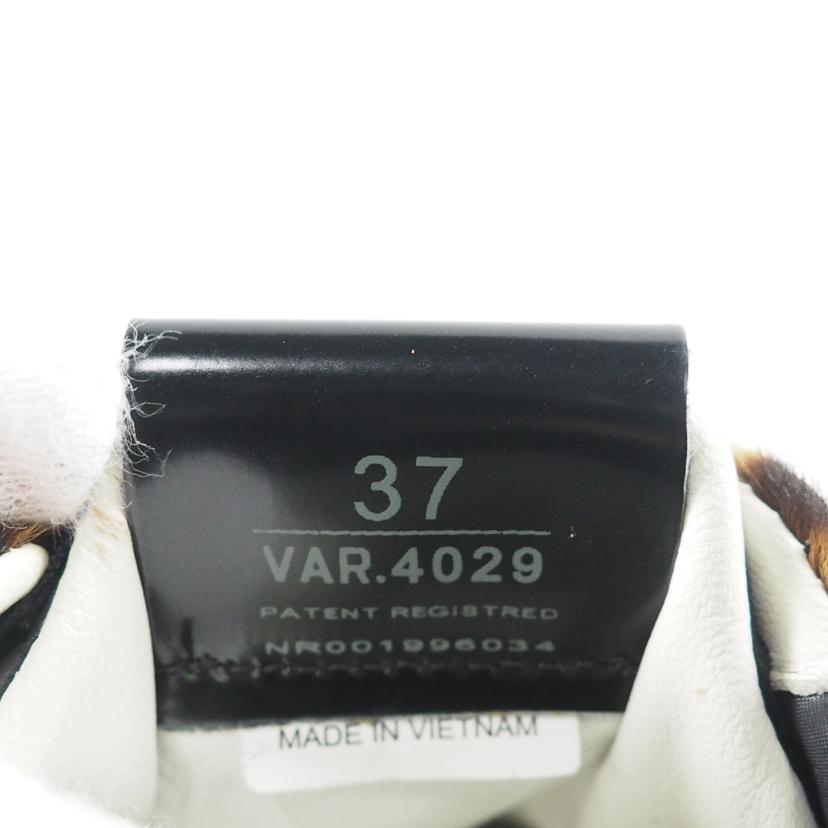 37
VAR.4029
PATENT REGISTRED
NR001996034
MADE IN VIETNAM